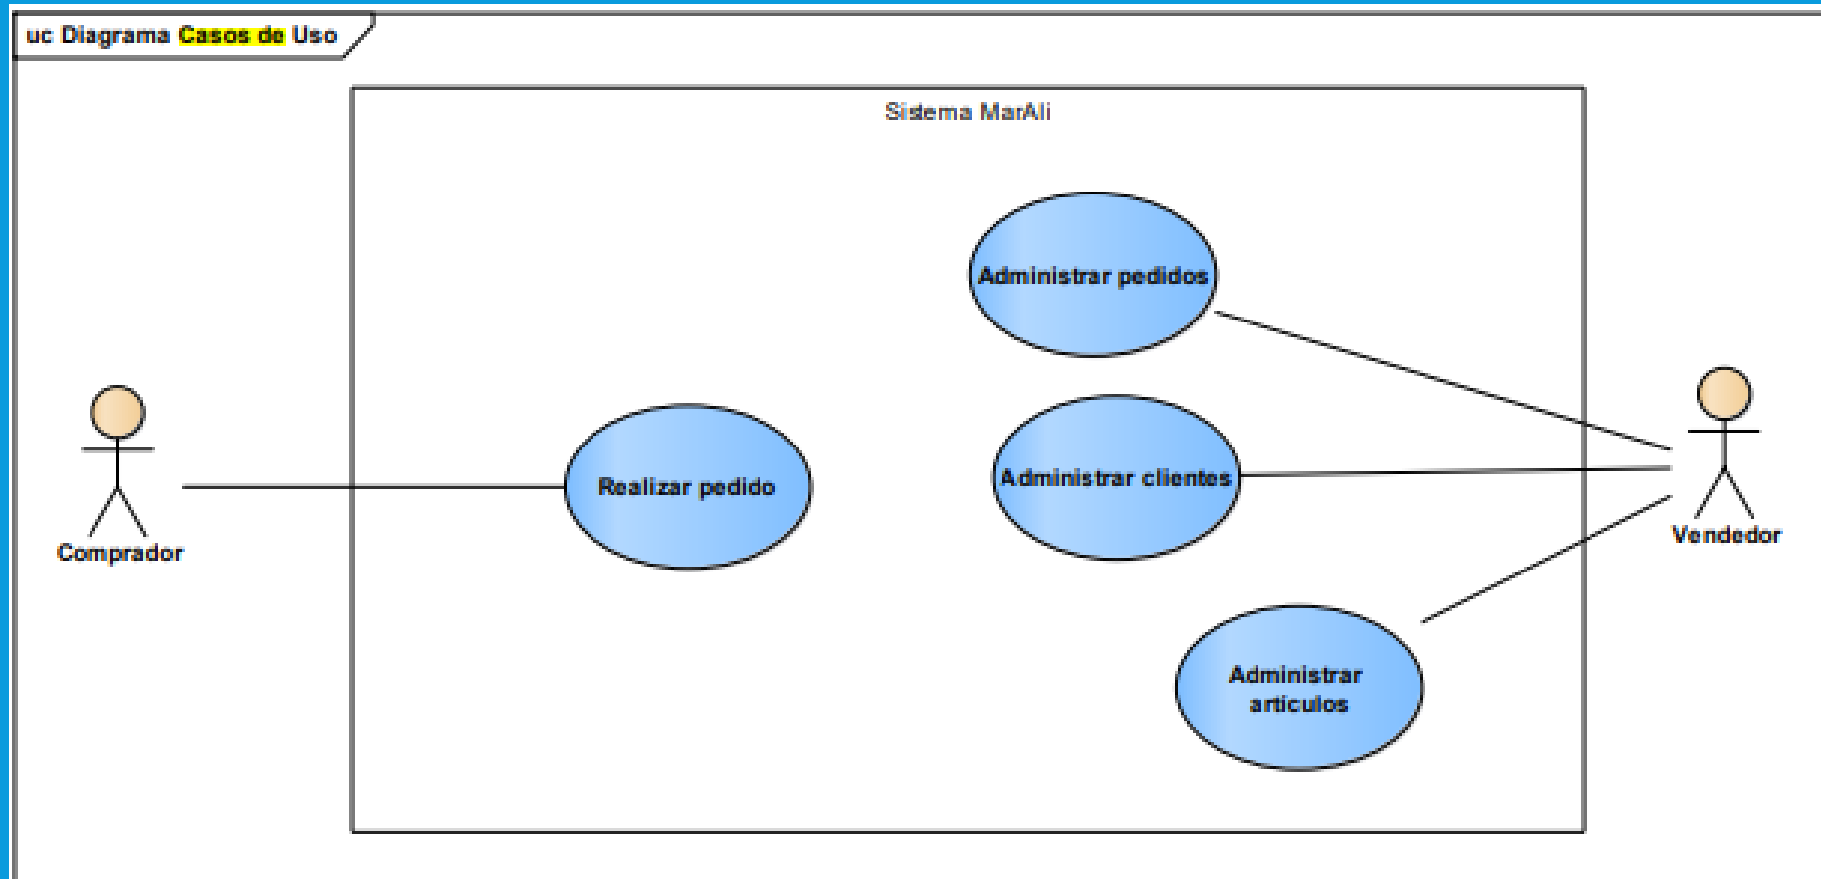 uc Diagrama Casos de Uso
Sistema MarAli
Administrar pedidos
Administrar clientes
Realizar pedido
Comprador
Vendedor
Administrar
articulos